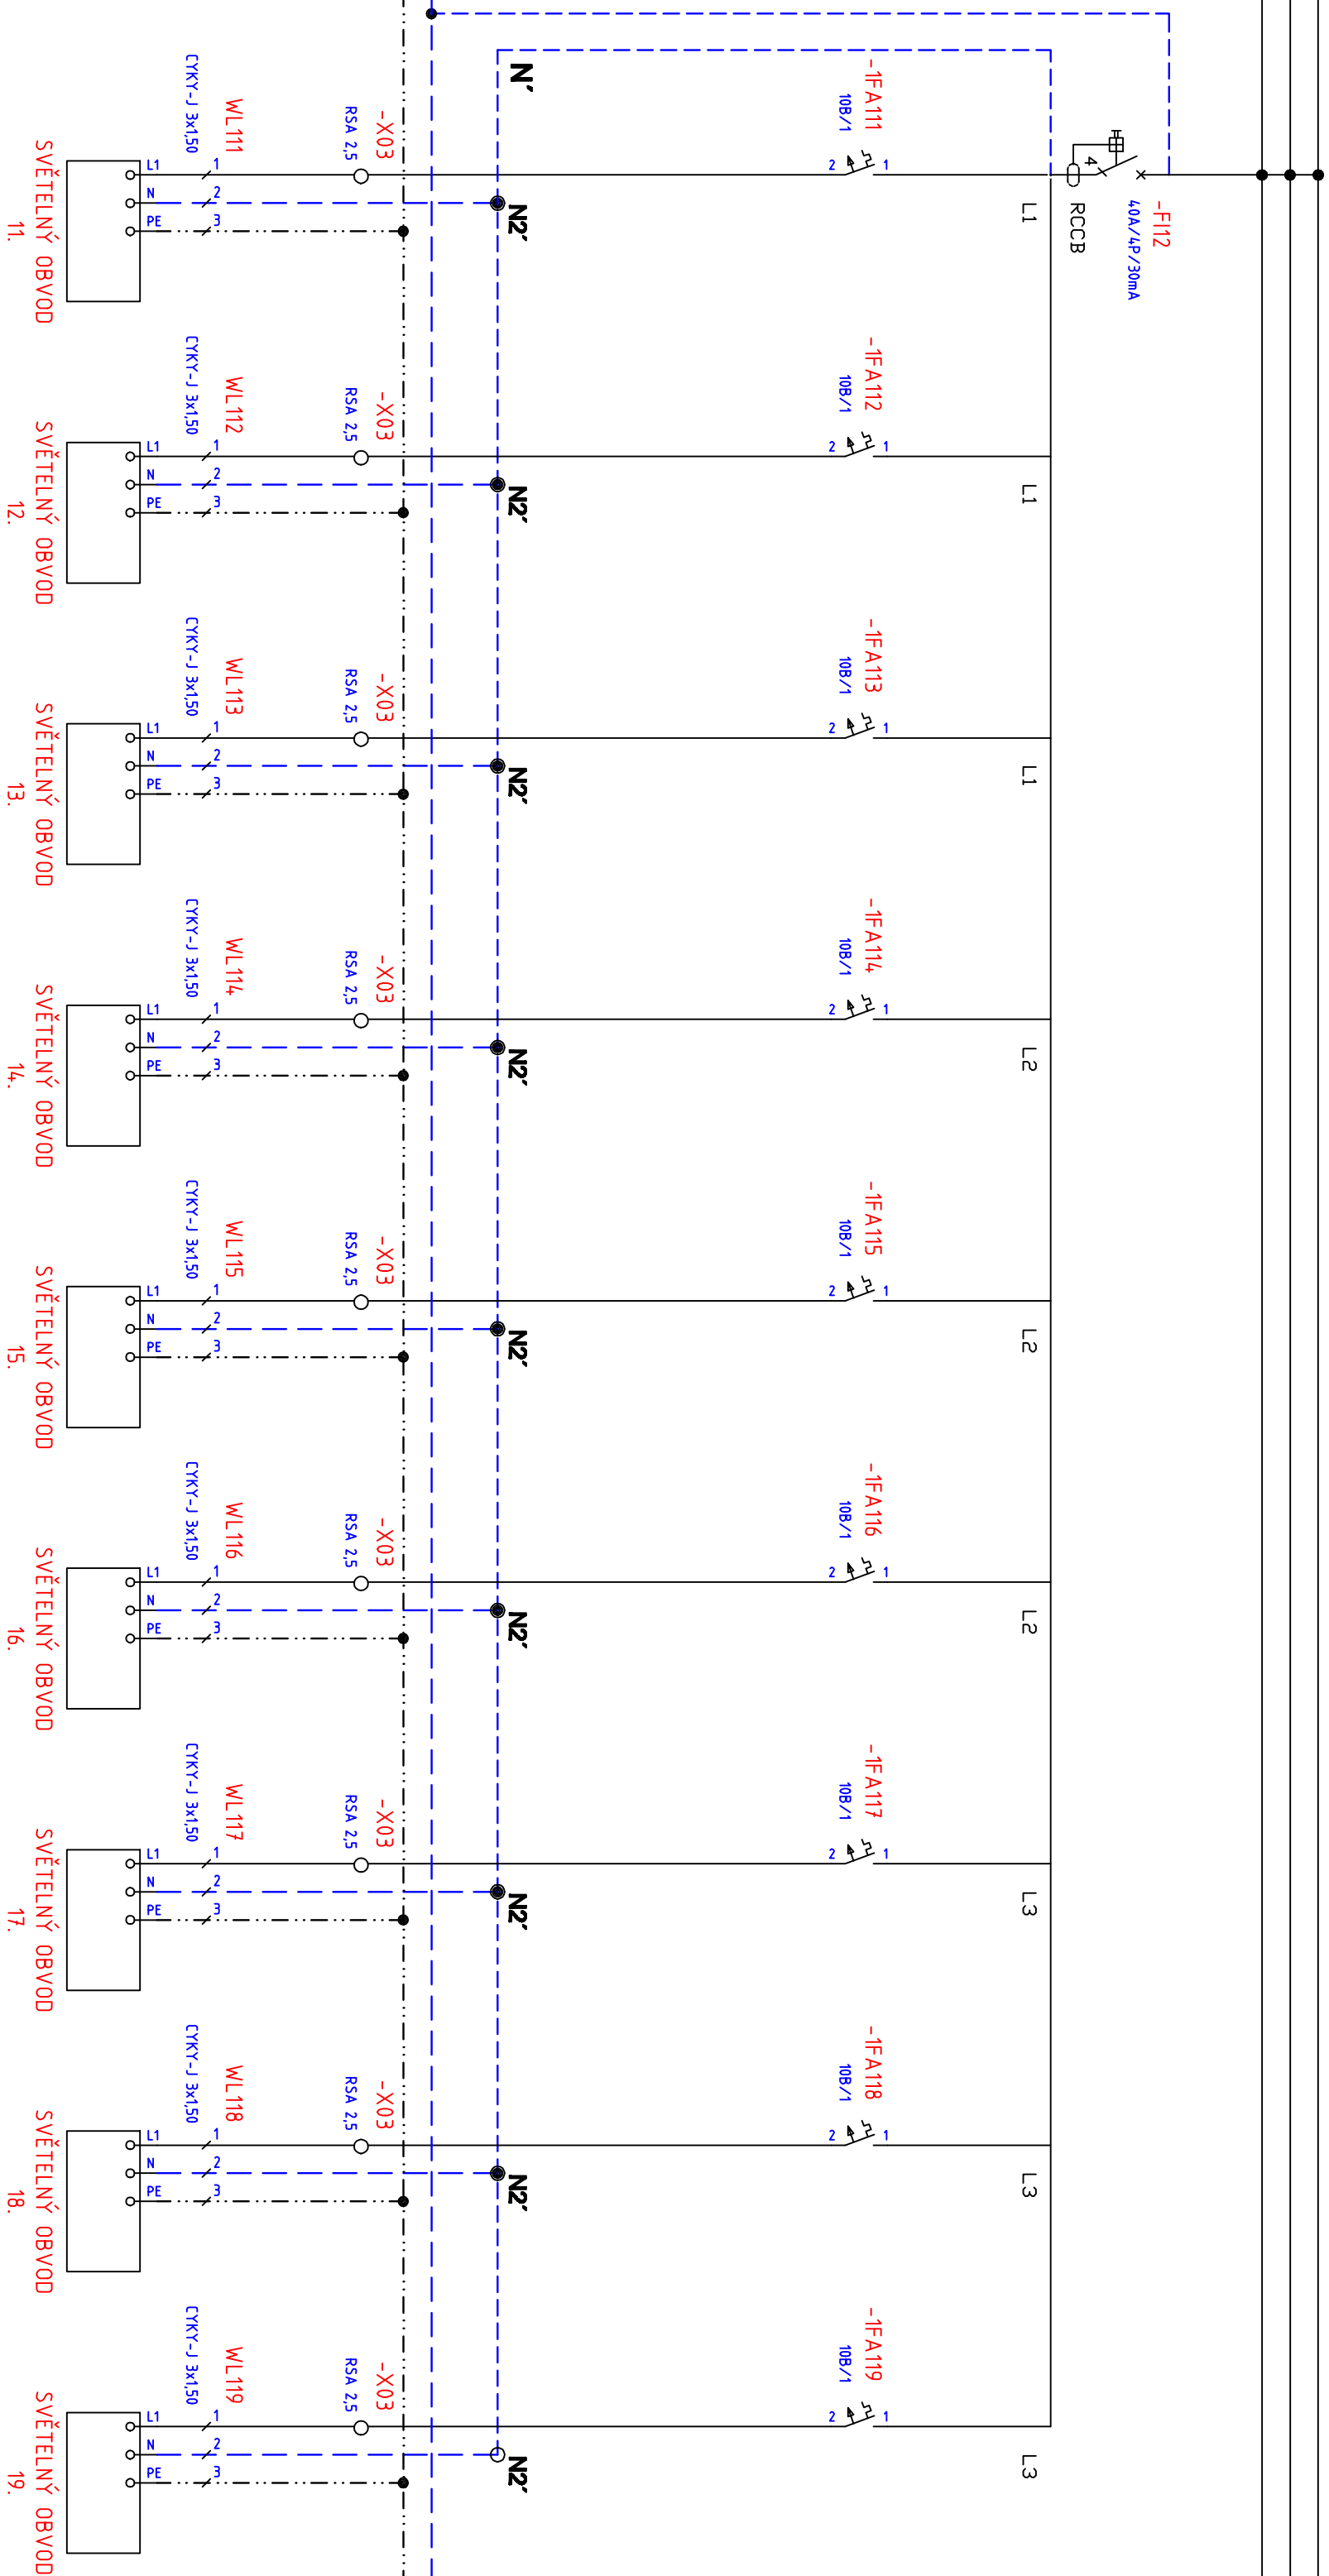 -FI12
40A/4P/30mA
4
RCCB
N´
-1FA111
10B/1
1
2
L1
N2´
-X03
RSA 2,5
WL111
CYKY-J 3x1,50
L1
1
N
2
PE
3
SVĚTELNÝ OBVOD
11.
-1FA112
10B/1
1
2
L1
N2´
-X03
RSA 2,5
WL112
CYKY-J 3x1,50
L1
1
N
2
PE
3
SVĚTELNÝ OBVOD
12.
-1FA113
10B/1
1
2
L1
N2´
-X03
RSA 2,5
WL113
CYKY-J 3x1,50
L1
1
N
2
PE
3
SVĚTELNÝ OBVOD
13.
-1FA114
10B/1
1
2
L2
N2´
-X03
RSA 2,5
WL114
CYKY-J 3x1,50
L1
1
N
2
PE
3
SVĚTELNÝ OBVOD
14.
-1FA115
10B/1
1
2
L2
N2´
-X03
RSA 2,5
WL115
CYKY-J 3x1,50
L1
1
N
2
PE
3
SVĚTELNÝ OBVOD
15.
-1FA116
10B/1
1
2
L2
N2´
-X03
RSA 2,5
WL116
CYKY-J 3x1,50
L1
1
N
2
PE
3
SVĚTELNÝ OBVOD
16.
-1FA117
10B/1
1
2
L3
N2´
-X03
RSA 2,5
WL117
CYKY-J 3x1,50
L1
1
N
2
PE
3
SVĚTELNÝ OBVOD
17.
-1FA118
10B/1
1
2
L3
N2´
-X03
RSA 2,5
WL118
CYKY-J 3x1,50
L1
1
N
2
PE
3
SVĚTELNÝ OBVOD
18.
-1FA119
10B/1
1
2
L3
N2´
-X03
RSA 2,5
WL119
CYKY-J 3x1,50
L1
1
N
2
PE
3
SVĚTELNÝ OBVOD
19.